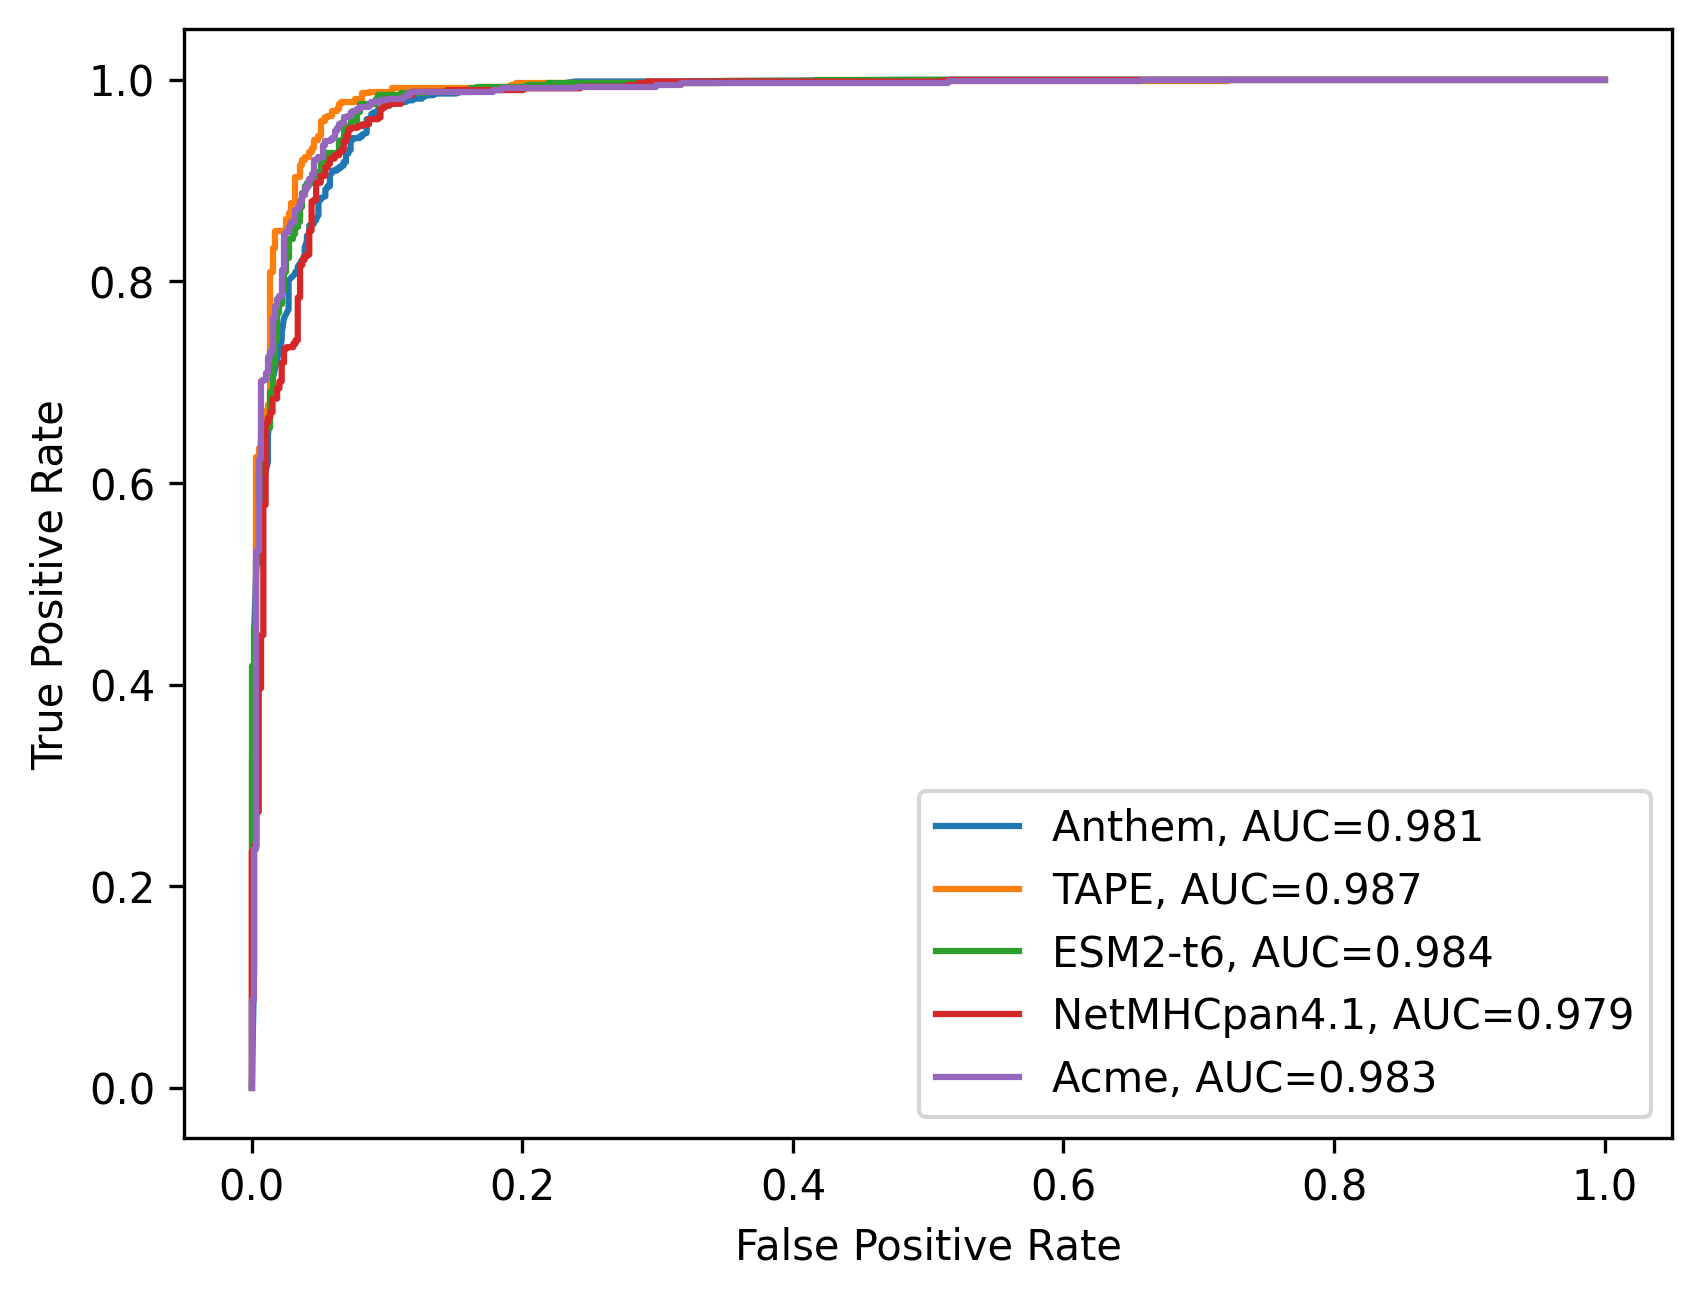 1.0
0.8
0.6
0.4
0.2
0.0
True Positive Rate
Anthem, AUC=0.981
TAPE, AUC=0.987
ESM2-t6, AUC=0.984
NetMHCpan4.1, AUC=0.979
Acme, AUC=0.983
0.0 0.2 0.4 0.6 0.8 1.0
False Positive Rate